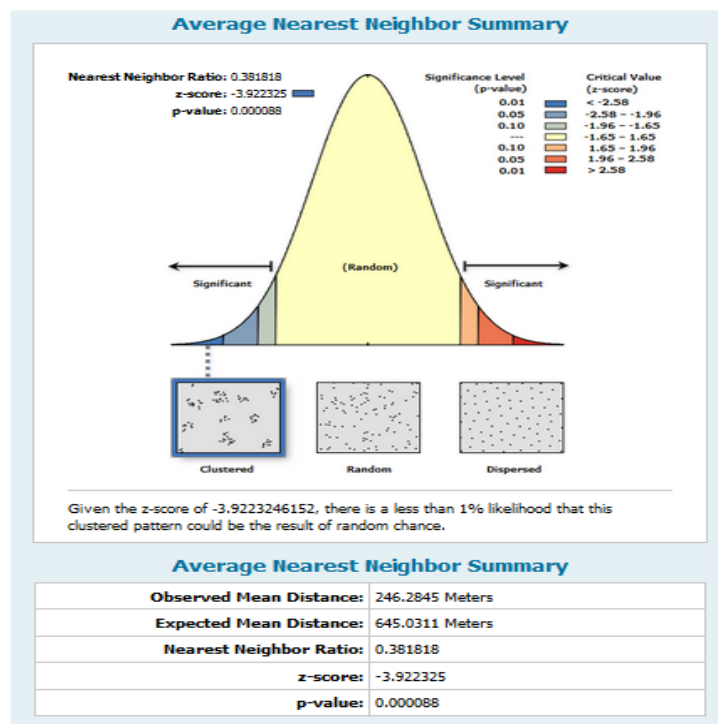 Average Nearest Neighbor Summary
Nearest Neighbor Ratio: 0.381818
z-score: -3.922325
p-value: 0.000088
Significance Level (p-value) Critical Value (z-score)
0.01 < -2.58
0.05 -2.58 - -1.96
0.10 -1.96 - -1.65
--- -1.65 - 1.65
0.10 1.65 - 1.96
0.05 1.96 - 2.58
0.01 > 2.58
(Random)
Significant Significant
Clustered Random Dispersed
Given the z-score of -3.9223246152, there is a less than 1% likelihood that this
clustered pattern could be the result of random chance.
Average Nearest Neighbor Summary
Observed Mean Distance: 246.2845 Meters
Expected Mean Distance: 645.0311 Meters
Nearest Neighbor Ratio: 0.381818
z-score: -3.922325
p-value: 0.000088